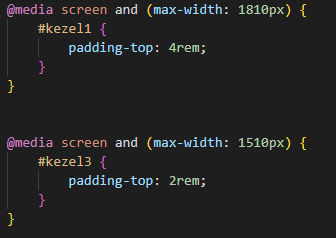 @media screen and (max-width: 1810px) {
    #kezel1 {
        padding-top: 4rem;
    }
}

@media screen and (max-width: 1510px) {
    #kezel3 {
        padding-top: 2rem;
    }
}